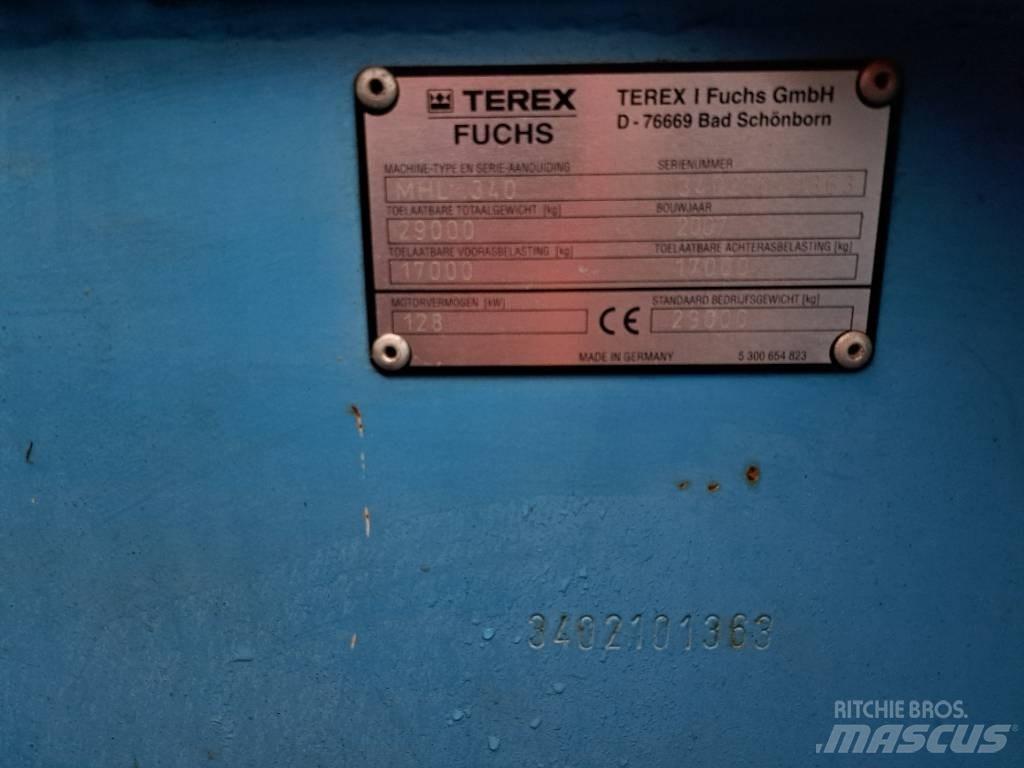 TEREX
FUCHS
TEREX I Fuchs GmbH
D - 76669 Bad Schönborn
MACHINE-TYPE EN SERIE-AANDUIDING SERIENUMMER
MHL 340
TOELAATBARE TOTAALGEWICHT [kg] BOUWJAAR
29000 2007
TOELAATBARE VOORASBELASTING [kg] TOELAATBARE ACHTERASBELASTING [kg]
17000 17000
MOTORVERMOGEN [kW] STANDAARD BEDRIJFSGEWICHT [kg]
128 CE 29000
MADE IN GERMANY 5 300 654 823
3402101363
RITCHIE BROS.
MASCUS